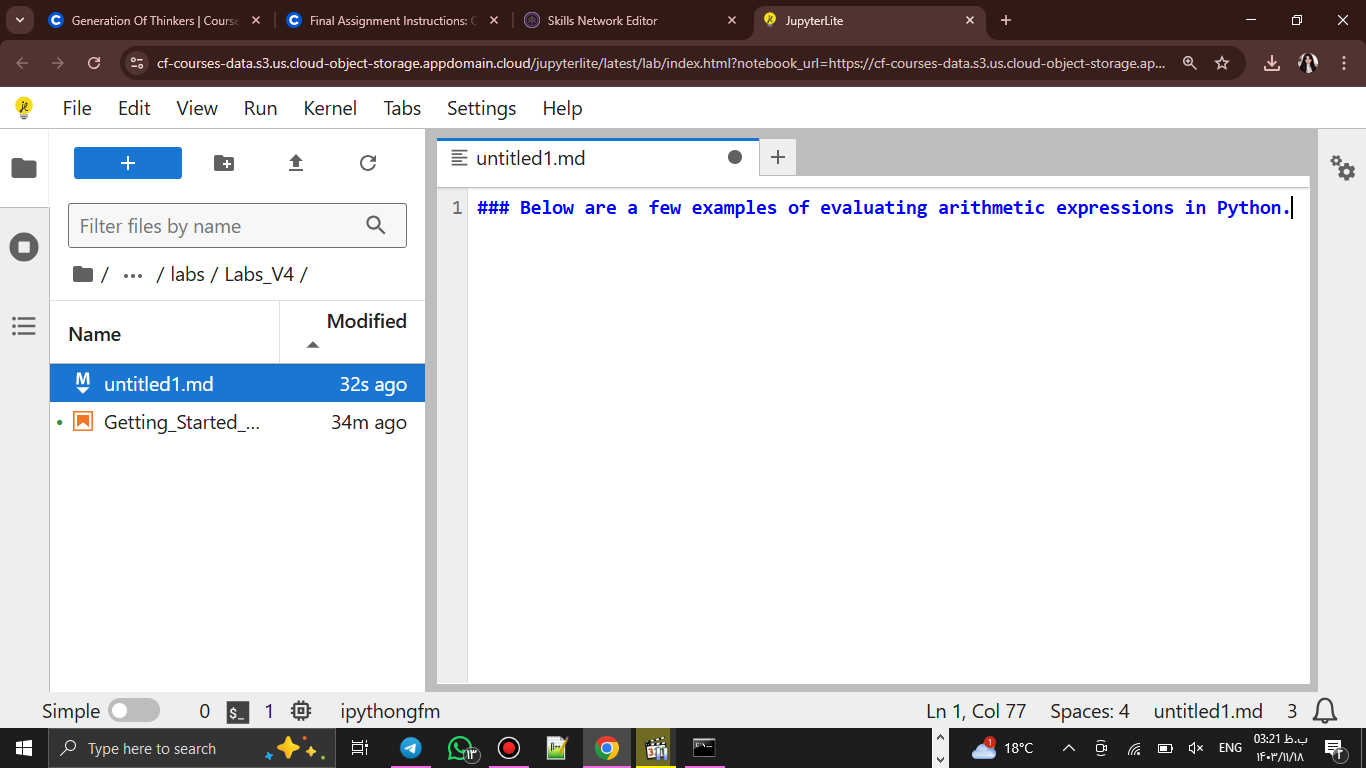 Generation Of Thinkers | Course
Final Assignment Instructions: C
Skills Network Editor
JupyterLite
cf-courses-data.s3.us.cloud-object-storage.appdomain.cloud/jupyterlite/latest/lab/index.html?notebook_url=https://cf-courses-data.s3.us.cloud-object-storage.ap...
File Edit View Run Kernel Tabs Settings Help
untitled1.md
Filter files by name
/ ... / labs / Labs_V4 /
Name Modified
untitled1.md 32s ago
Getting_Started_... 34m ago
1 ### Below are a few examples of evaluating arithmetic expressions in Python.
Simple 0 $_ 1 ipythongfm
Ln 1, Col 77 Spaces: 4 untitled1.md 3
Type here to search
۱۳
1
18°C
ENG
03:21 ب.ظ
۱۴۰۳/۱۱/۱۸
۲